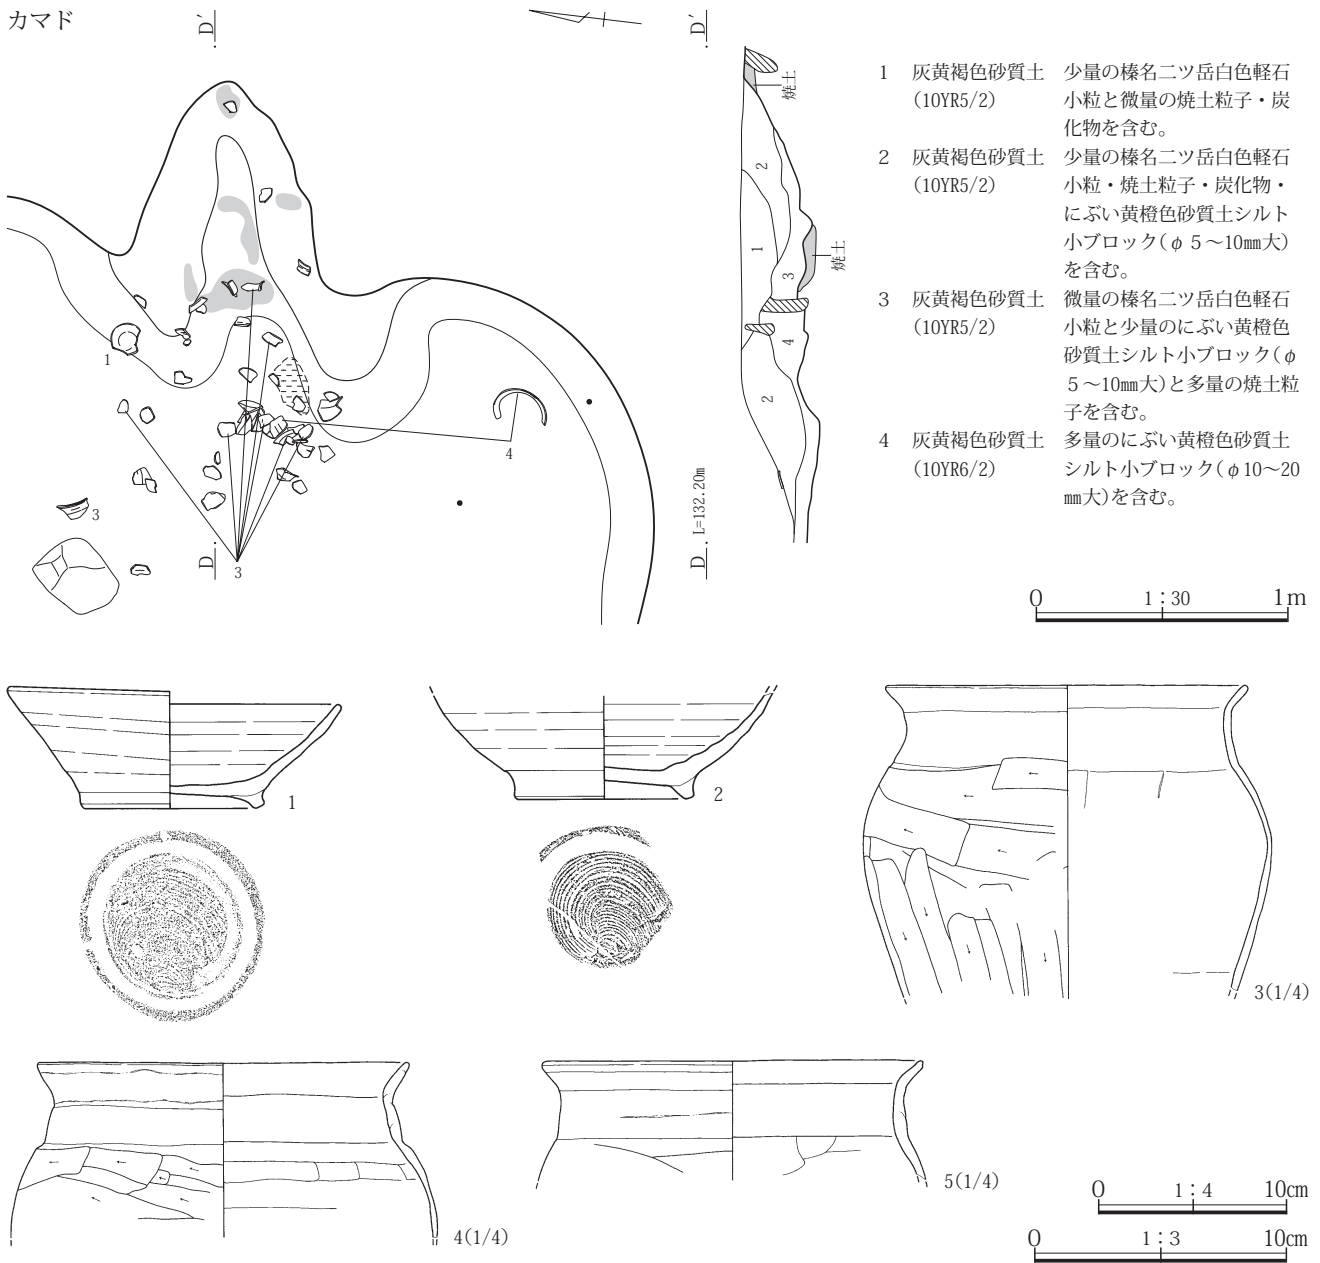 カマド
D′
D′
焼土
2
1
焼土
3
4
2
1
3
4
3
D
D
L=132.20m
1 灰黄褐色砂質土 少量の榛名二ツ岳白色軽石
(10YR5/2) 小粒と微量の焼土粒子・炭
化物を含む。
2 灰黄褐色砂質土 少量の榛名二ツ岳白色軽石
(10YR5/2) 小粒・焼土粒子・炭化物・
にぶい黄橙色砂質土シルト
小ブロック(φ5〜10㎜大)
を含む。
3 灰黄褐色砂質土 微量の榛名二ツ岳白色軽石
(10YR5/2) 小粒と少量のにぶい黄橙色
砂質土シルト小ブロック(φ
5〜10㎜大)と多量の焼土粒
子を含む。
4 灰黄褐色砂質土 多量のにぶい黄橙色砂質土
(10YR6/2) シルト小ブロック(φ10〜20
㎜大)を含む。
0 1:30 1m
1
2
3(1/4)
4(1/4)
5(1/4)
0 1:4 10cm
0 1:3 10cm